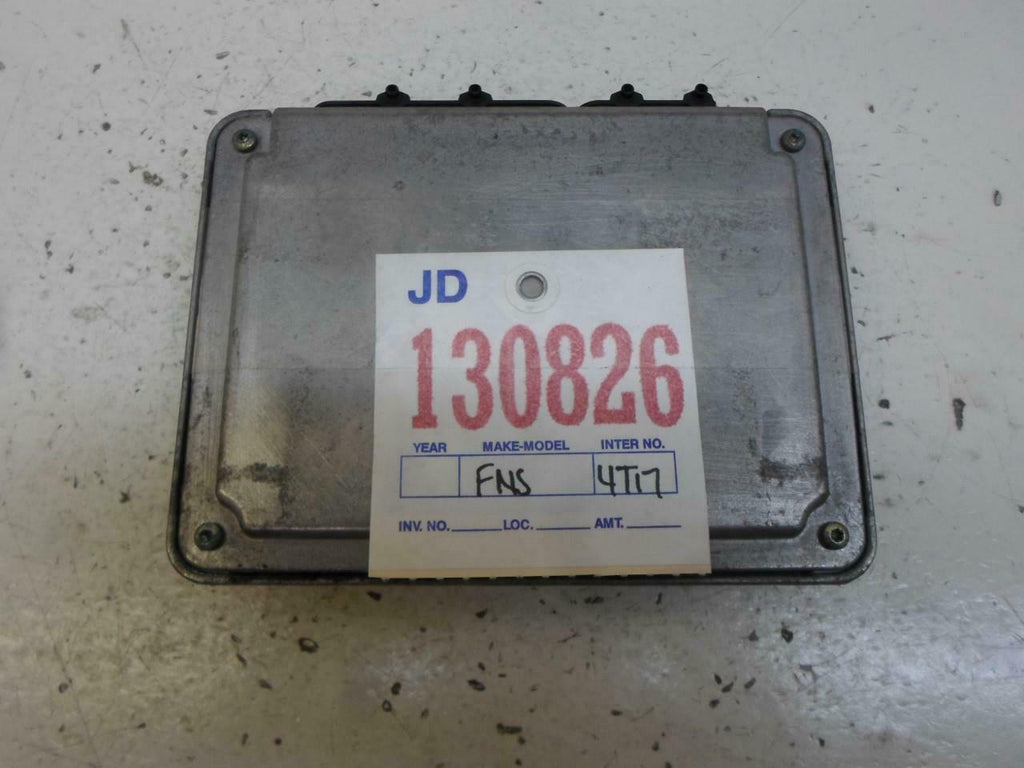 JD
130826
YEAR MAKE-MODEL INTER NO.
FNS 4T17
INV. NO. LOC. AMT.